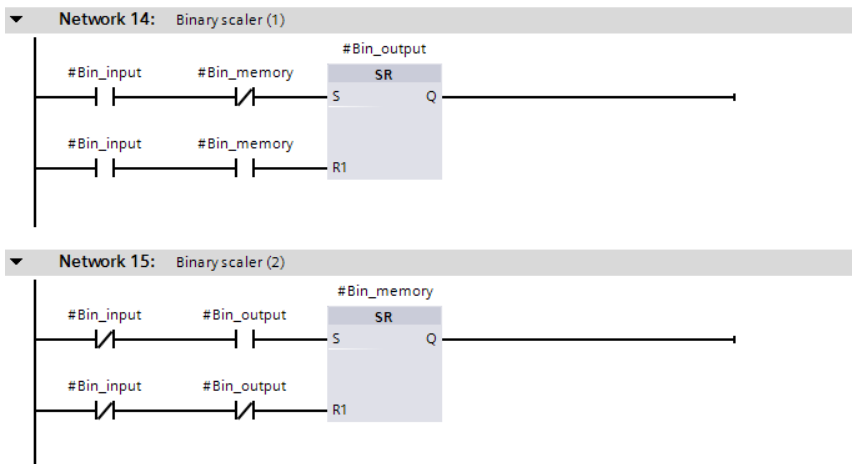 Network 14: Binary scaler (1)
#Bin_output
#Bin_input #Bin_memory SR
S Q
#Bin_input #Bin_memory
R1
Network 15: Binary scaler (2)
#Bin_memory
#Bin_input #Bin_output SR
S Q
#Bin_input #Bin_output
R1